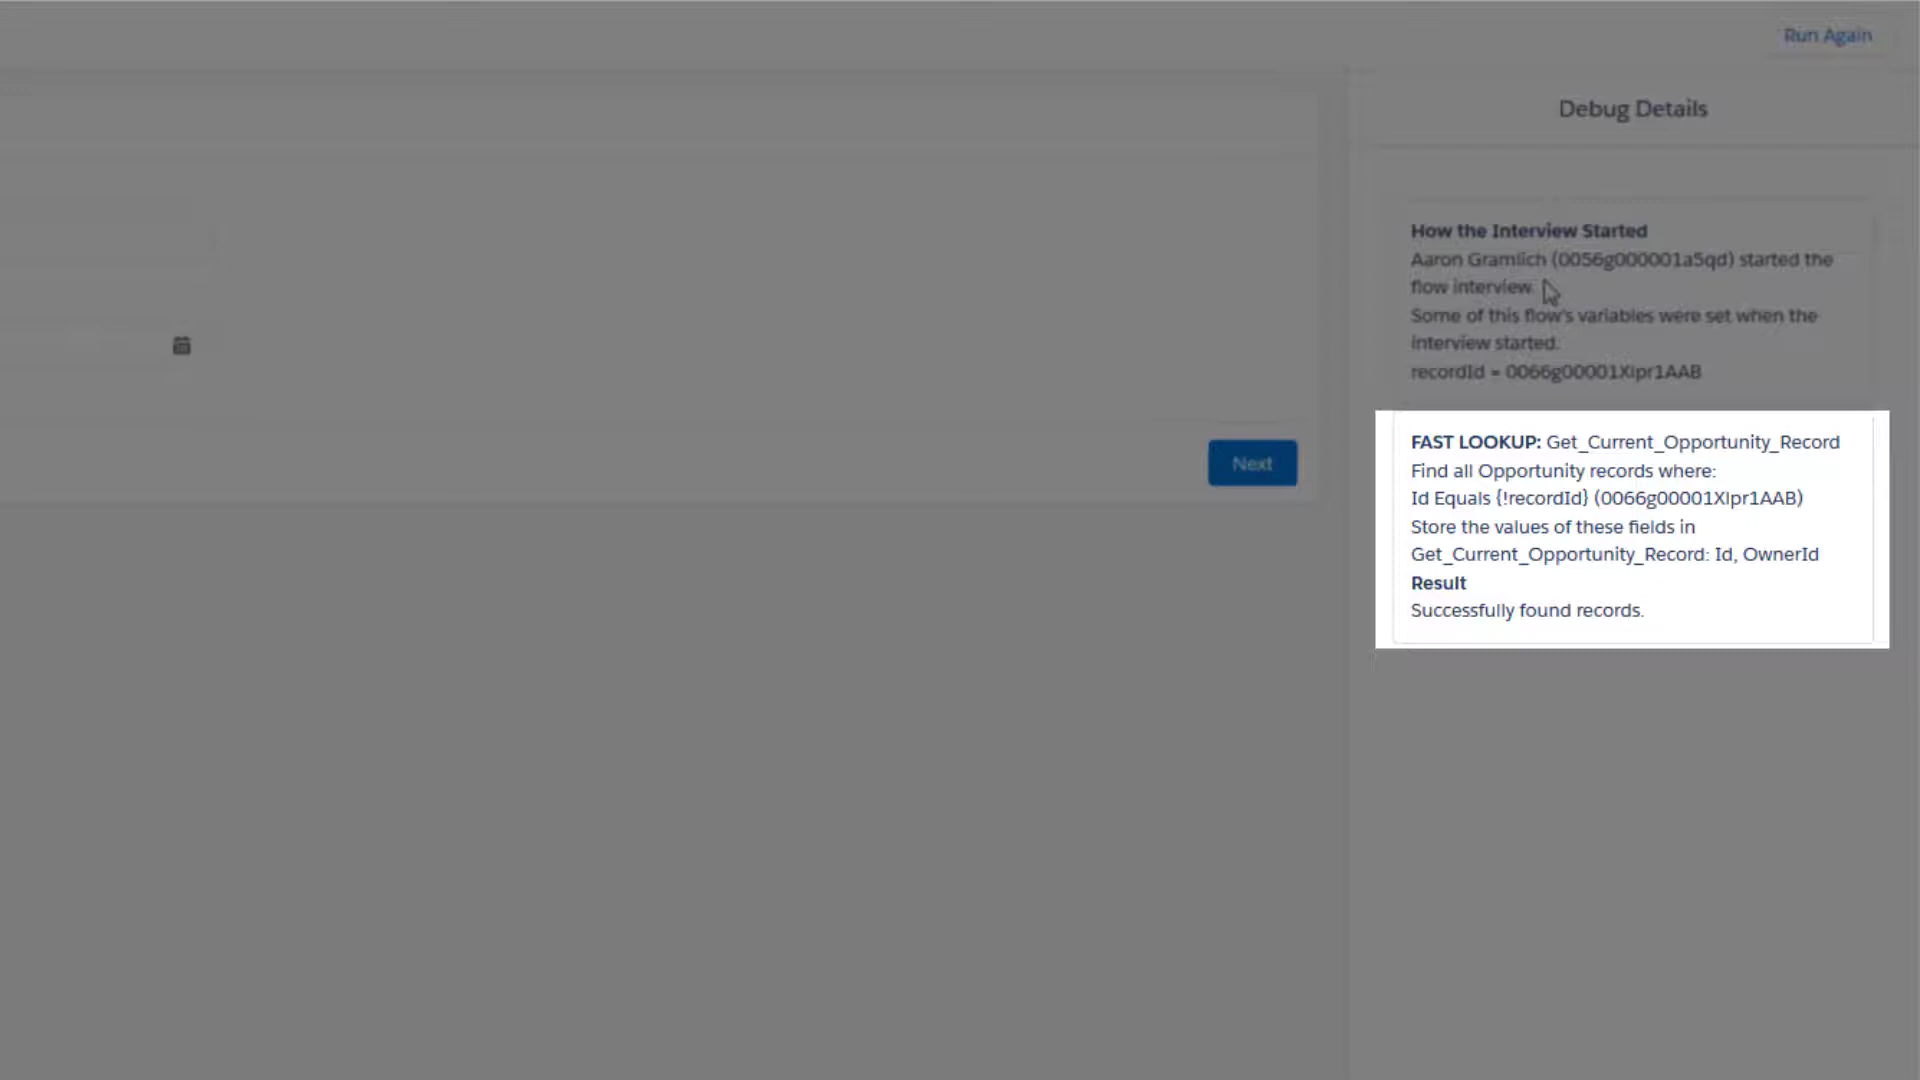 Run Again
Debug Details
How the Interview Started
Aaron Gramlich (0056g000001a5qd) started the
flow interview.
Some of this flow's variables were set when the
interview started.
recordId = 0066g00001XIpr1AAB
FAST LOOKUP: Get_Current_Opportunity_Record
Find all Opportunity records where:
Id Equals {!recordId} (0066g00001XIpr1AAB)
Store the values of these fields in
Get_Current_Opportunity_Record: Id, OwnerId
Result
Successfully found records.
Next